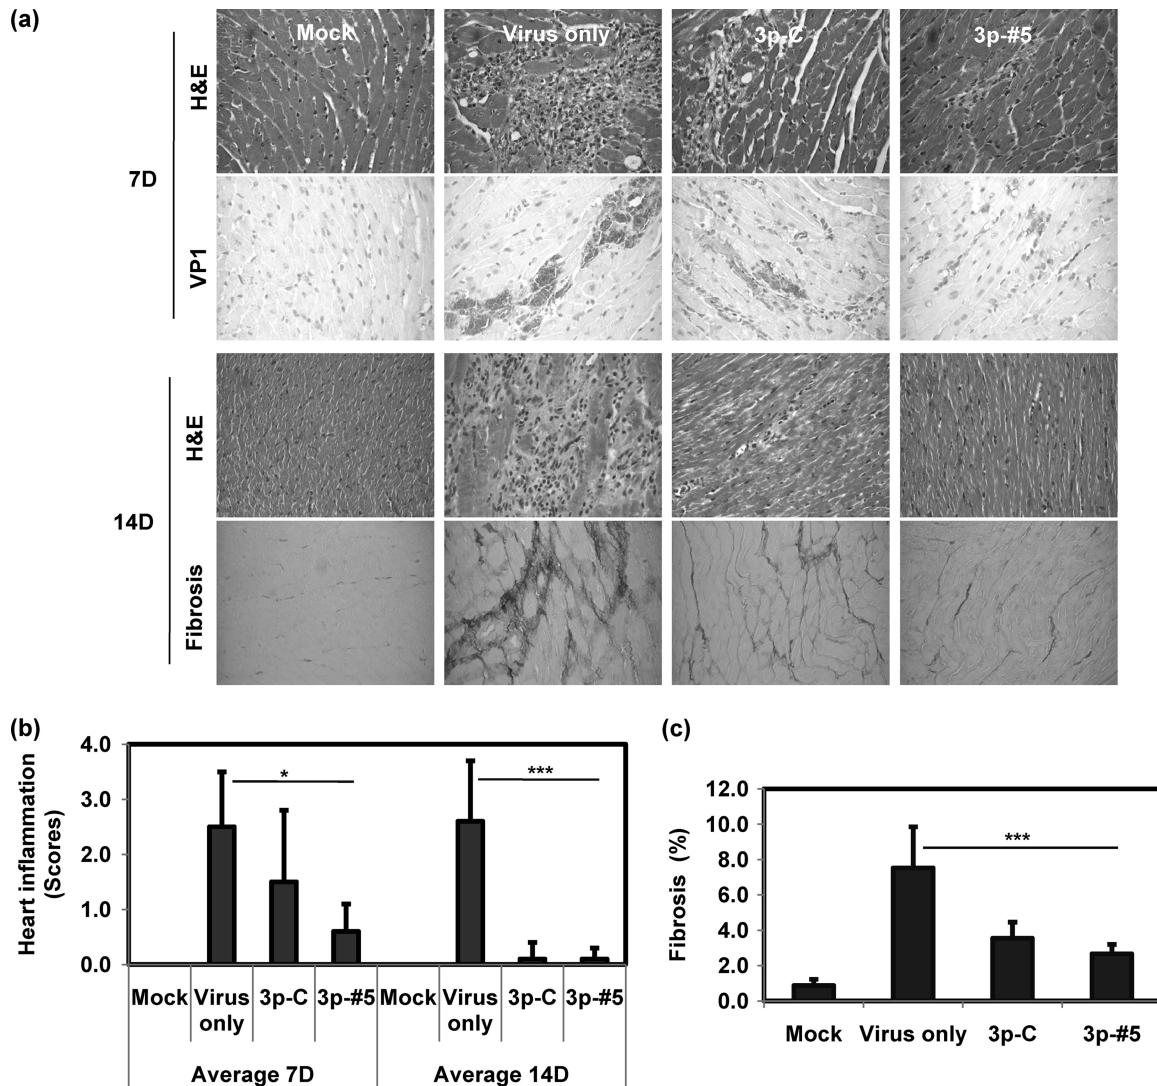 (a)
Mock
Virus only
3p-C
3p-#5
7D
H&E
VP1
14D
H&E
Fibrosis
(b)
Heart inflammation
(Scores)
4.0
3.0
2.0
1.0
0.0
*
***
Mock
Virus
only
3p-C
3p-#5
Mock
Virus
only
3p-C
3p-#5
Average 7D
Average 14D
(c)
Fibrosis (%)
12.0
10.0
8.0
6.0
4.0
2.0
0.0
***
Mock
Virus only
3p-C
3p-#5